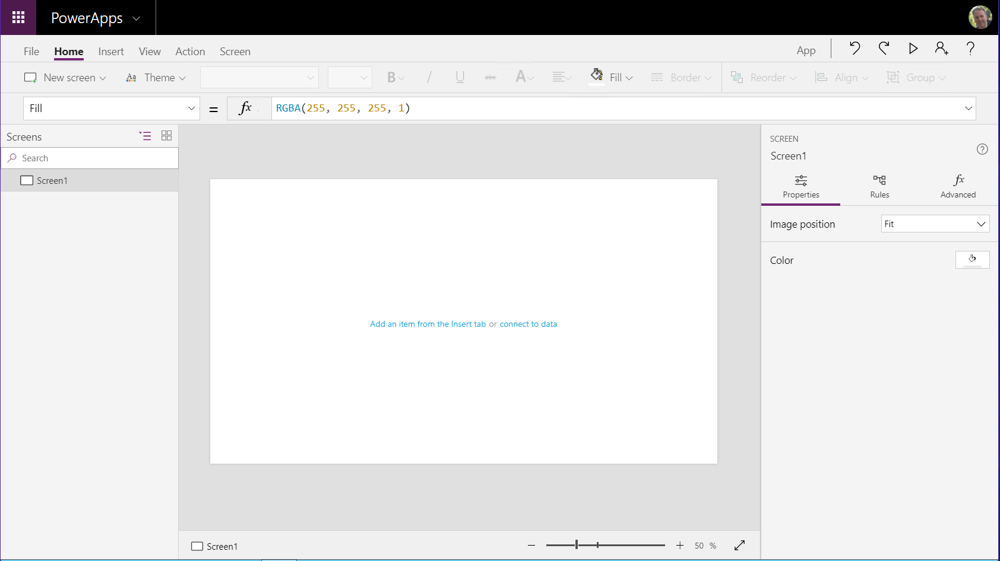 PowerApps
File Home Insert View Action Screen App
New screen Aa Theme B / U abc A Fill Border Reorder Align Group
Fill = fx RGBA(255, 255, 255, 1)
Screens
Search
Screen1
Add an item from the Insert tab or connect to data
SCREEN
Screen1
Properties Rules Advanced
Image position Fit
Color
Screen1 50 %